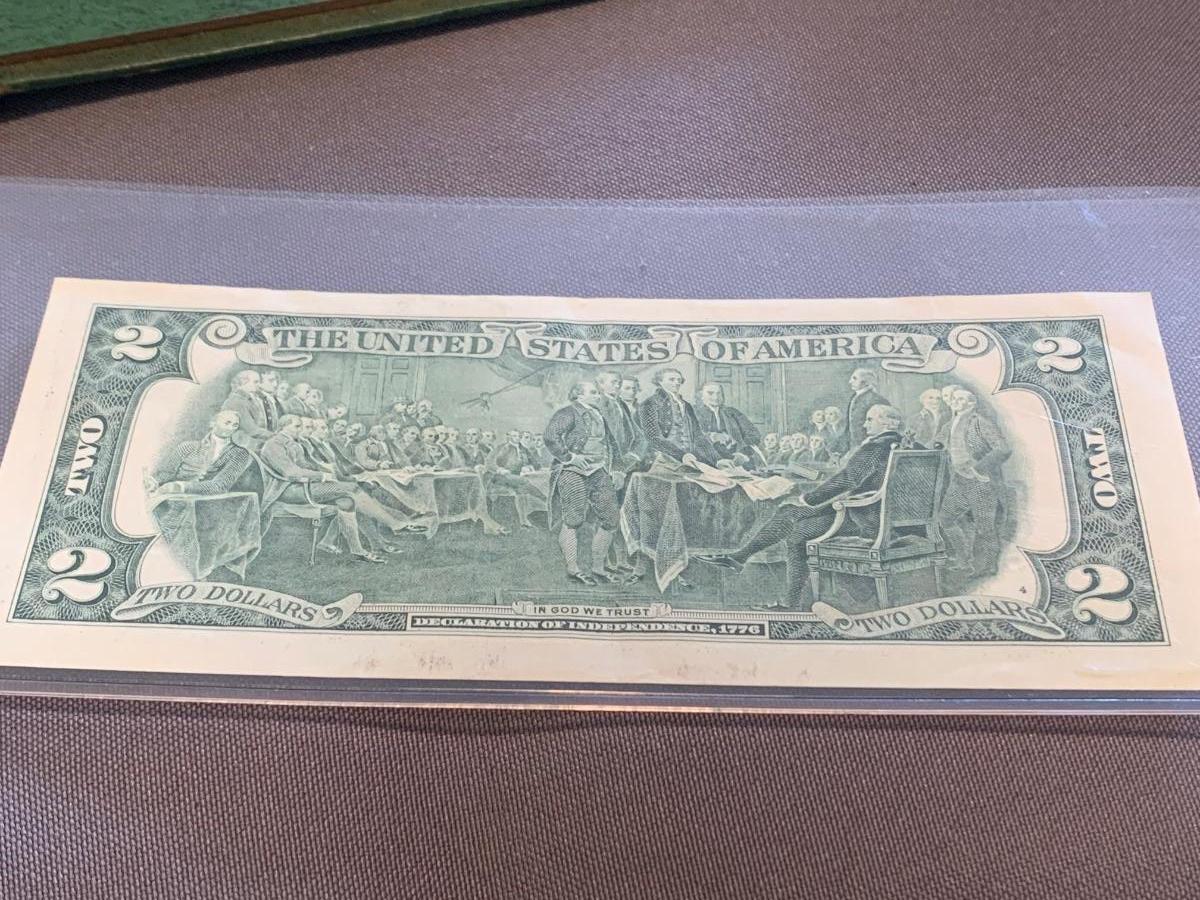 2 THE UNITED STATES OF AMERICA 2
TWO TWO
2 2
TWO DOLLARS TWO DOLLARS
IN GOD WE TRUST
DECLARATION OF INDEPENDENCE, 1776